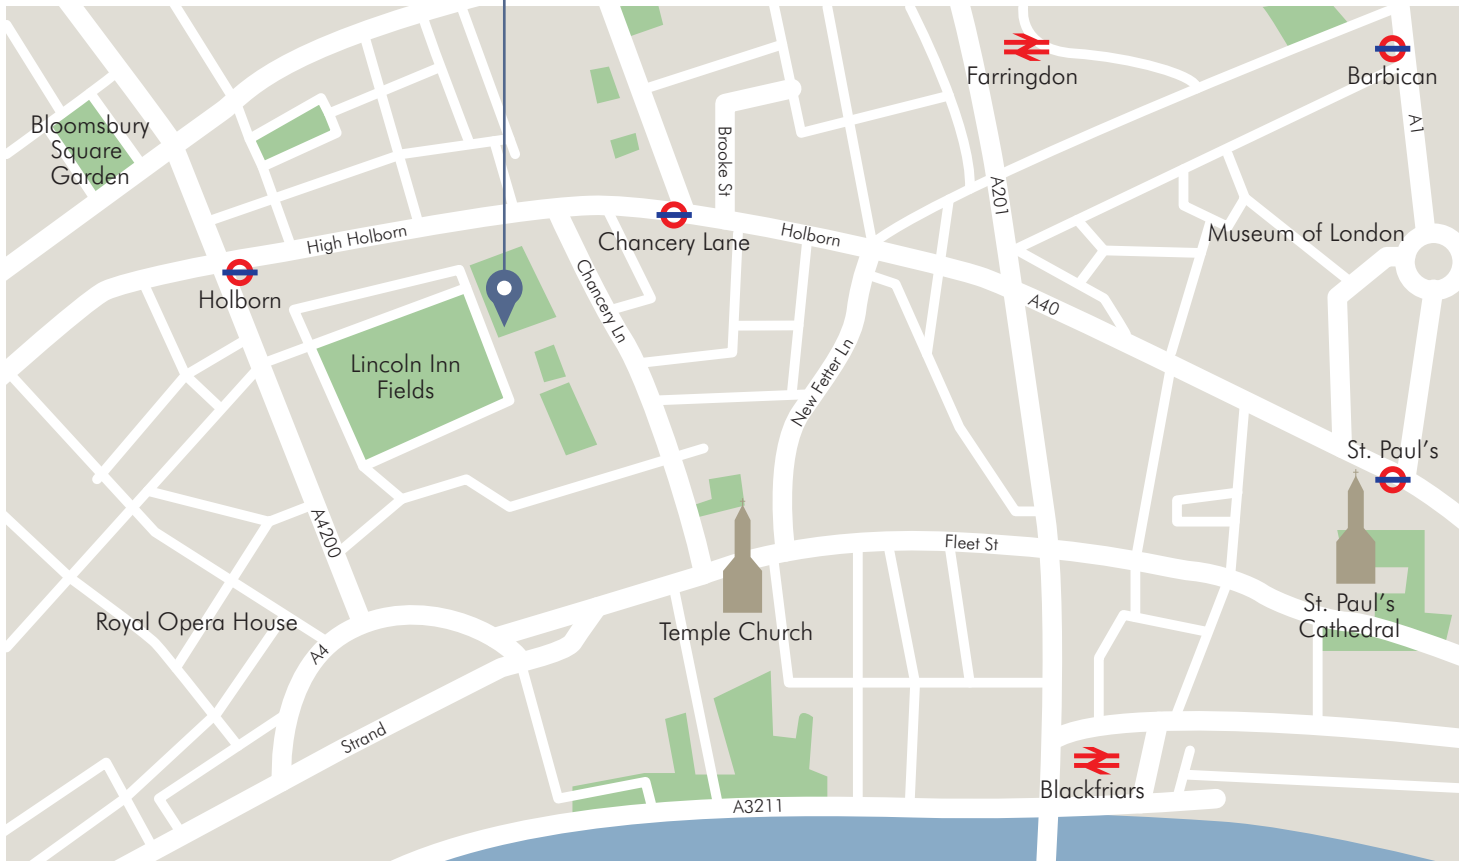 Farringdon
Barbican
A1
Bloomsbury
Square
Garden
Brooke St
A201
High Holborn
Chancery Lane
Holborn
Museum of London
Holborn
Chancery Ln
A40
Lincoln Inn
Fields
New Fetter Ln
St. Paul's
A4200
Fleet St
Royal Opera House
A4
Temple Church
St. Paul's
Cathedral
Strand
Blackfriars
A3211